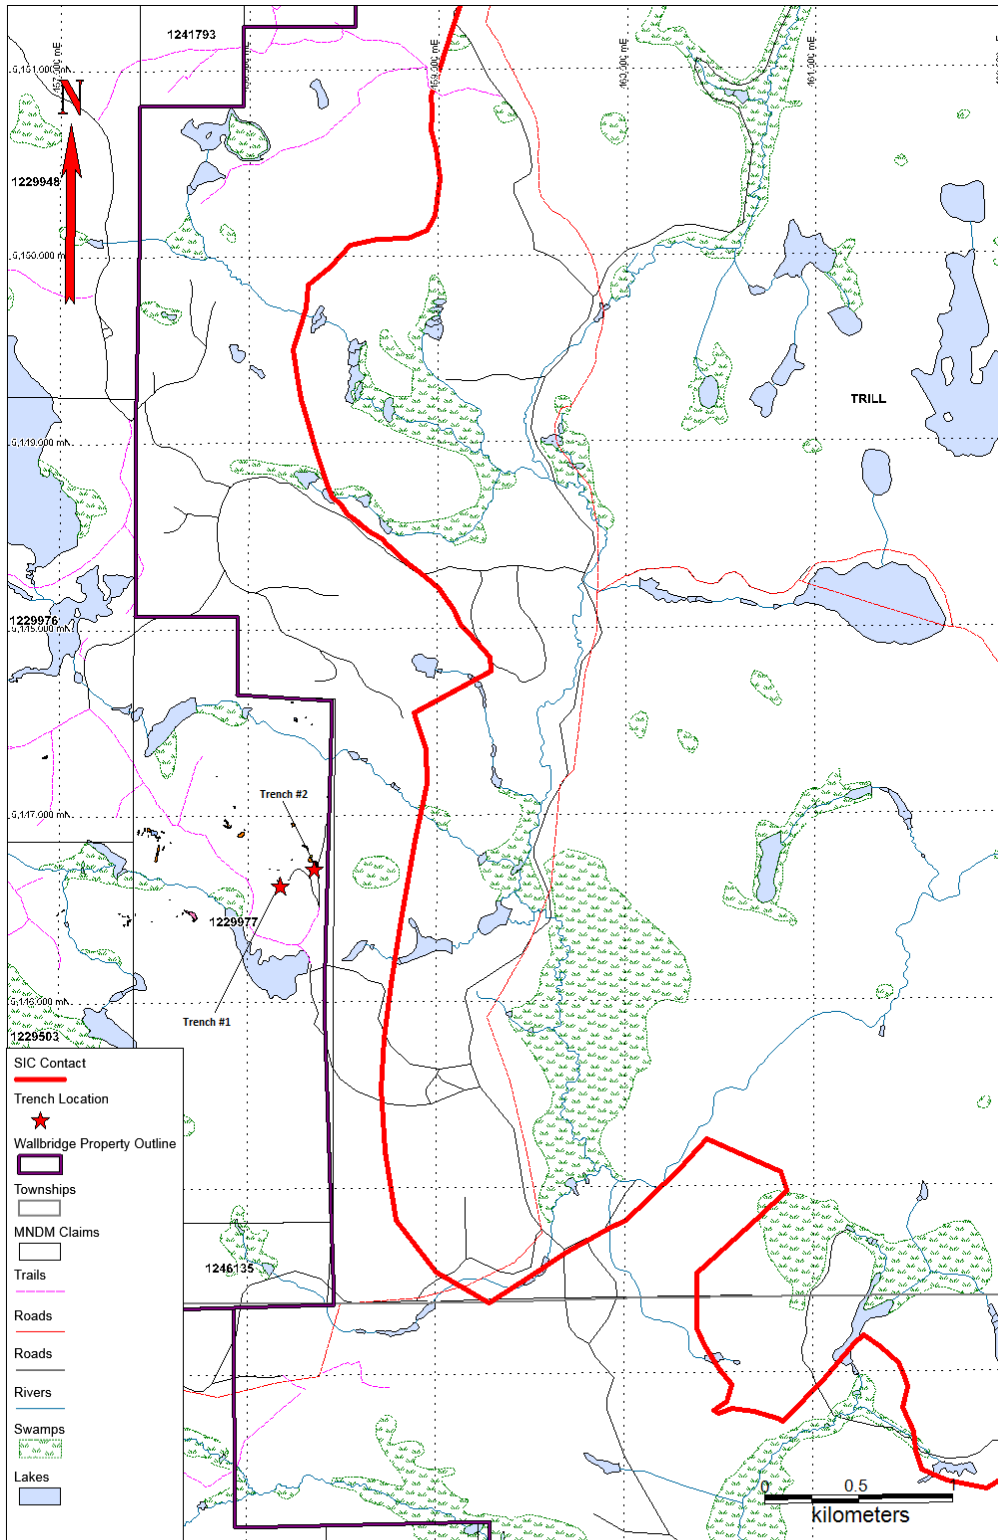 1241793
N
1229948
TRILL
1229976
Trench #2
1229977
Trench #1
1229503
SIC Contact
Trench Location
Wallbridge Property Outline
Townships
MNDM Claims
Trails
Roads
Roads
Rivers
Swamps
Lakes
1246135
0 0.5 1
kilometers